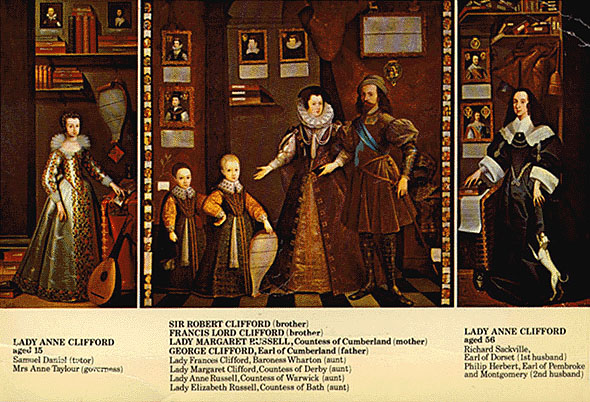 LADY ANNE CLIFFORD
aged 15
Samuel Daniel (tutor)
Mrs Anne Taylour (governess)
SIR ROBERT CLIFFORD (brother)
FRANCIS LORD CLIFFORD (brother)
LADY MARGARET RUSSELL, Countess of Cumberland (mother)
GEORGE CLIFFORD, Earl of Cumberland (father)
Lady Frances Clifford, Baroness Wharton (aunt)
Lady Margaret Clifford, Countess of Derby (aunt)
Lady Anne Russell, Countess of Warwick (aunt)
Lady Elizabeth Russell, Countess of Bath (aunt)
LADY ANNE CLIFFORD
aged 56
Richard Sackville,
Earl of Dorset (1st husband)
Philip Herbert, Earl of Pembroke
and Montgomery (2nd husband)